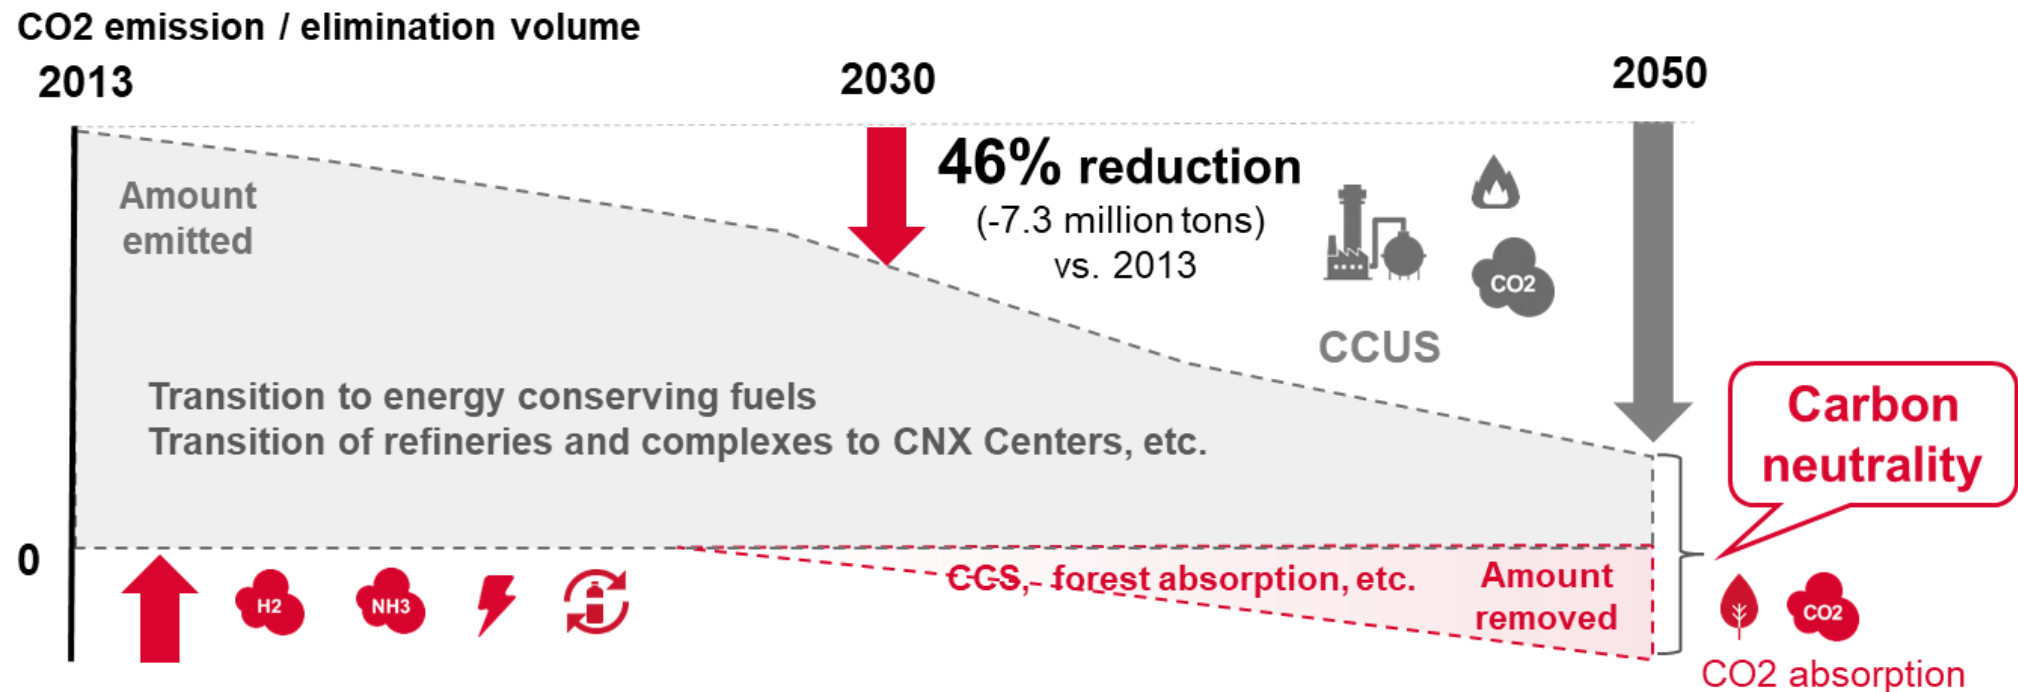 CO2 emission / elimination volume
2013
2030
2050
46% reduction
(-7.3 million tons)
vs. 2013
Amount
emitted
CO2
CCUS
Transition to energy conserving fuels
Transition of refineries and complexes to CNX Centers, etc.
Carbon
neutrality
0
H2
NH3
CCS, forest absorption, etc.
Amount
removed
CO2
CO2 absorption